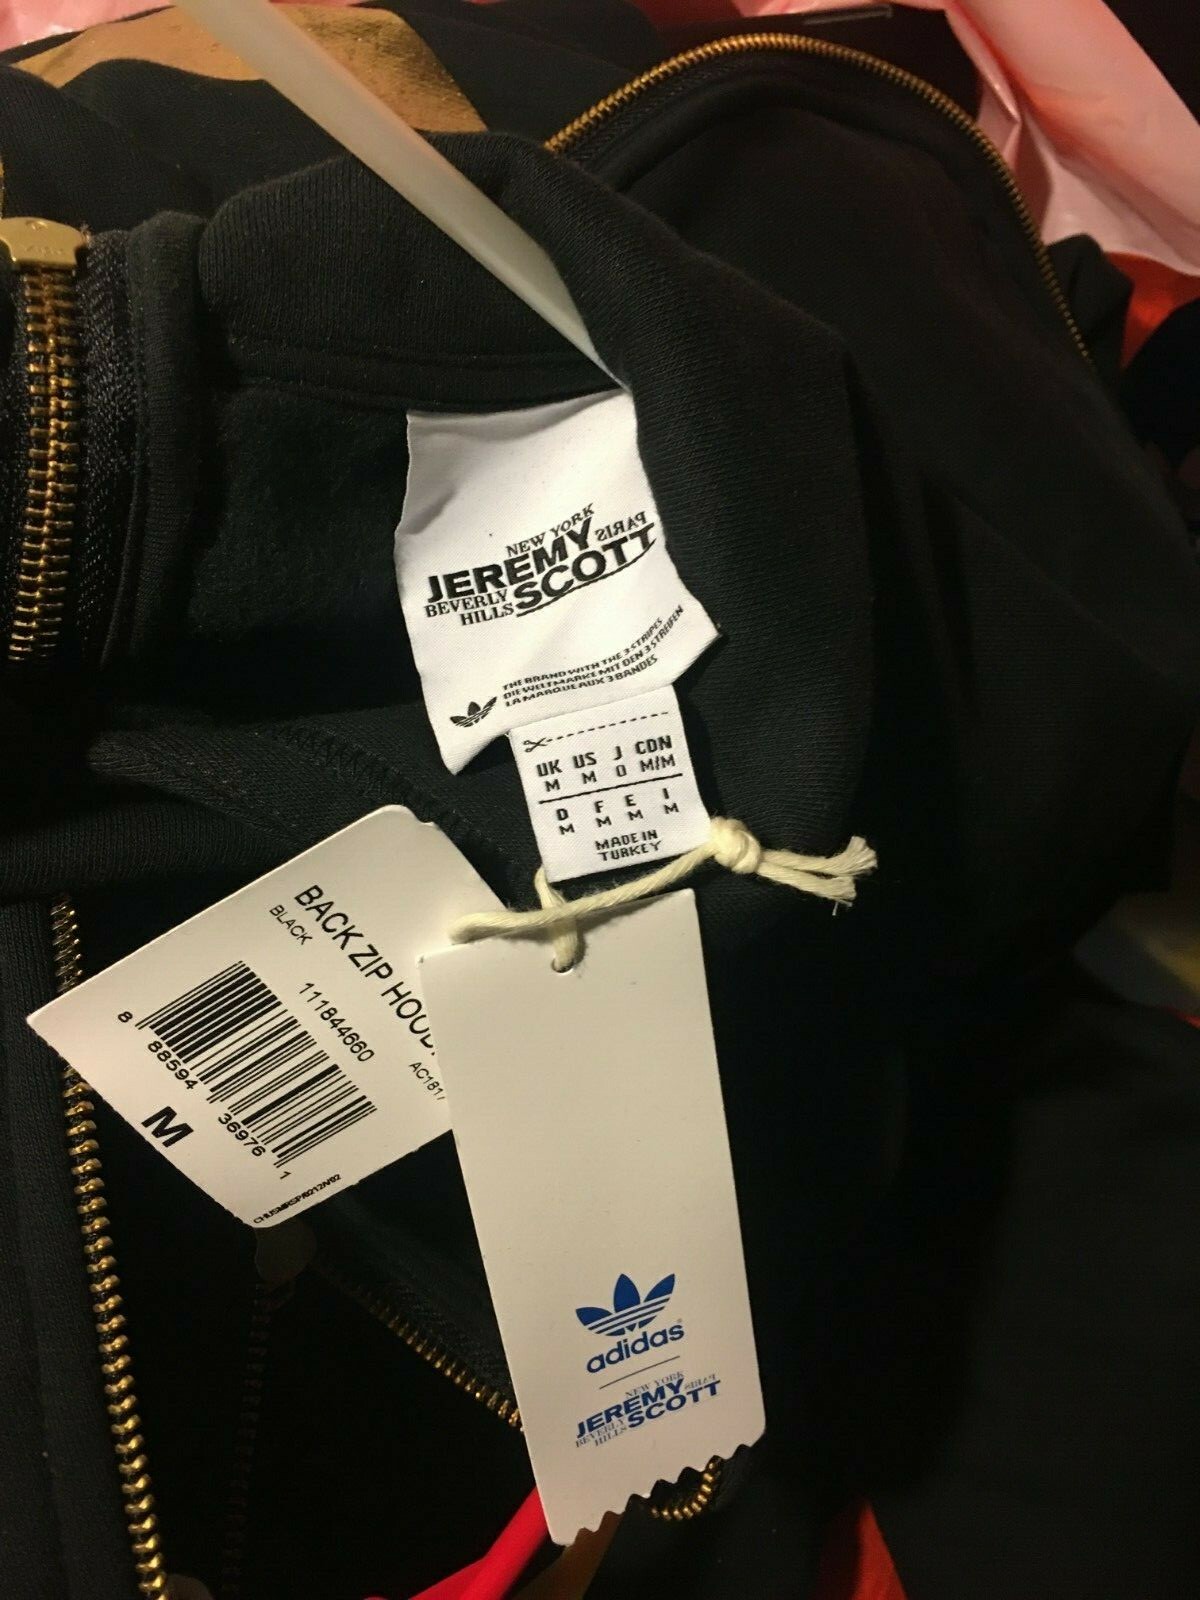 NEW YORK
PARIS
JEREMY
SCOTT
BEVERLY
HILLS
THE BRAND WITH THE 3 STRIPES
DIE WELTMARKE MIT DEN 3 STREIFEN
LA MARQUE AUX 3 BANDES
UK US J CDN
M M O M/M
D F E I
M M M M
MADE IN
TURKEY
BACK ZIP HOOD
BLACK
111844660
AC181
8 88594 36976 1
M
adidas
NEW YORK
PARIS
JEREMY
SCOTT
BEVERLY
HILLS